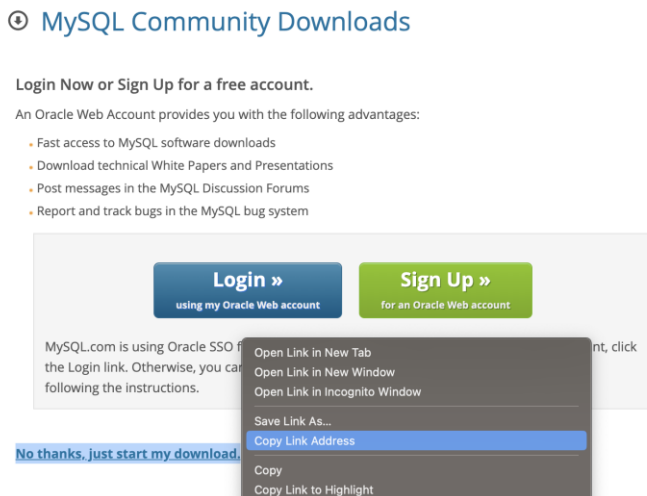 MySQL Community Downloads
Login Now or Sign Up for a free account.
An Oracle Web Account provides you with the following advantages:
Fast access to MySQL software downloads
Download technical White Papers and Presentations
Post messages in the MySQL Discussion Forums
Report and track bugs in the MySQL bug system
Login »
using my Oracle Web account
Sign Up »
for an Oracle Web account
MySQL.com is using Oracle SSO click
the Login link. Otherwise, you
following the instructions.
No thanks, just start my download.
Open Link in New Tab
Open Link in New Window
Open Link in Incognito Window
Save Link As...
Copy Link Address
Copy
Copy Link to Highlight